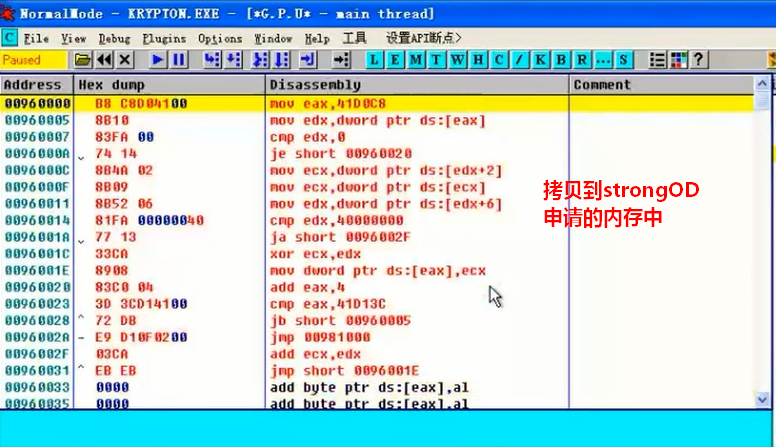 NormalMode - KRYPTON.EXE - [*G.P.U* - main thread]
C File View Debug Plugins Options Window Help 工具 设置API断点>
Paused L E M T W H C / K B R ... S ?
Address Hex dump Disassembly Comment
00960000 B8 C8D04100 mov eax,41D0C8
00960005 8B10 mov edx,dword ptr ds:[eax]
00960007 83FA 00 cmp edx,0
0096000A 74 14 je short 00960020
0096000C 8B4A 02 mov ecx,dword ptr ds:[edx+2]
0096000F 8B09 mov ecx,dword ptr ds:[ecx]
00960011 8B52 06 mov edx,dword ptr ds:[edx+6]
00960014 81FA 00000040 cmp edx,40000000
0096001A 77 13 ja short 0096002F
0096001C 33CA xor ecx,edx
0096001E 8908 mov dword ptr ds:[eax],ecx
00960020 83C0 04 add eax,4
00960023 3D 3CD14100 cmp eax,41D13C
00960028 ^ 72 DB jb short 00960005
0096002A - E9 D10F0200 jmp 00981000
0096002F 03CA add ecx,edx
00960031 ^ EB EB jmp short 0096001E
00960033 0000 add byte ptr ds:[eax],al
00960035 0000 add byte ptr ds:[eax],al
拷贝到strongOD
申请的内存中